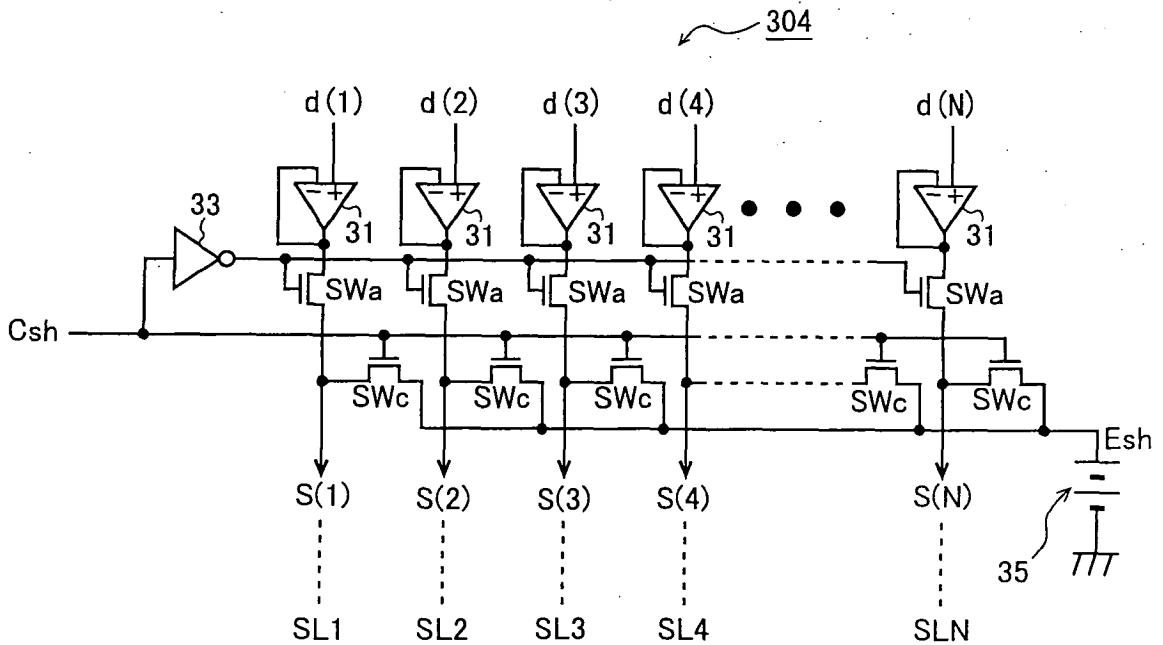 304
d(1) d(2) d(3) d(4) d(N)
- + - + - + - + - +
33 31 31 31 31 31
SWa SWa SWa SWa SWa
Csh
SWc SWc SWc SWc SWc
Esh
S(1) S(2) S(3) S(4) S(N)
35
SL1 SL2 SL3 SL4 SLN